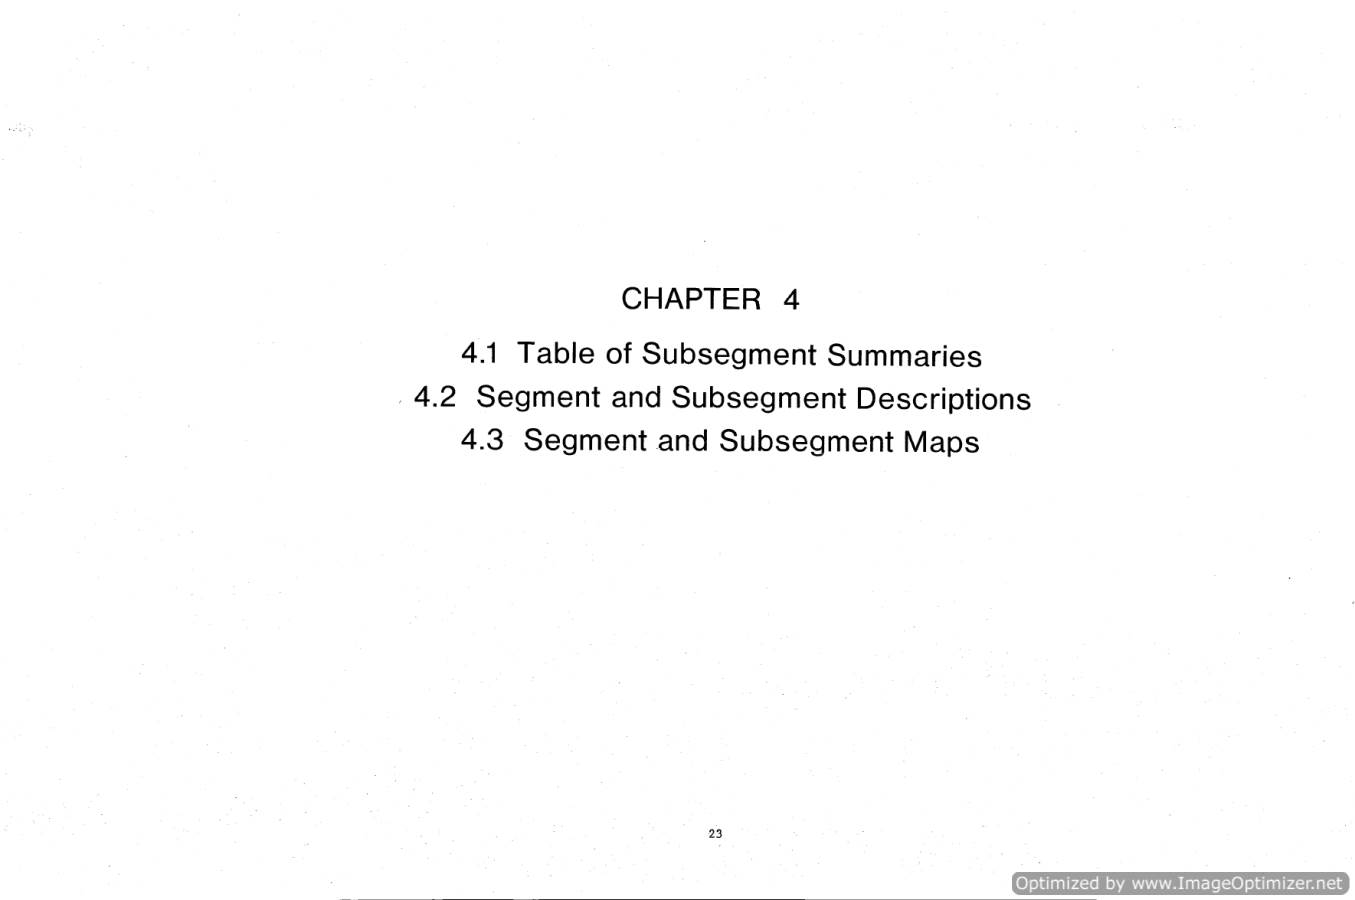 CHAPTER 4
4.1 Table of Subsegment Summaries
4.2 Segment and Subsegment Descriptions
4.3 Segment and Subsegment Maps
23
Optimized by www.ImageOptimizer.net